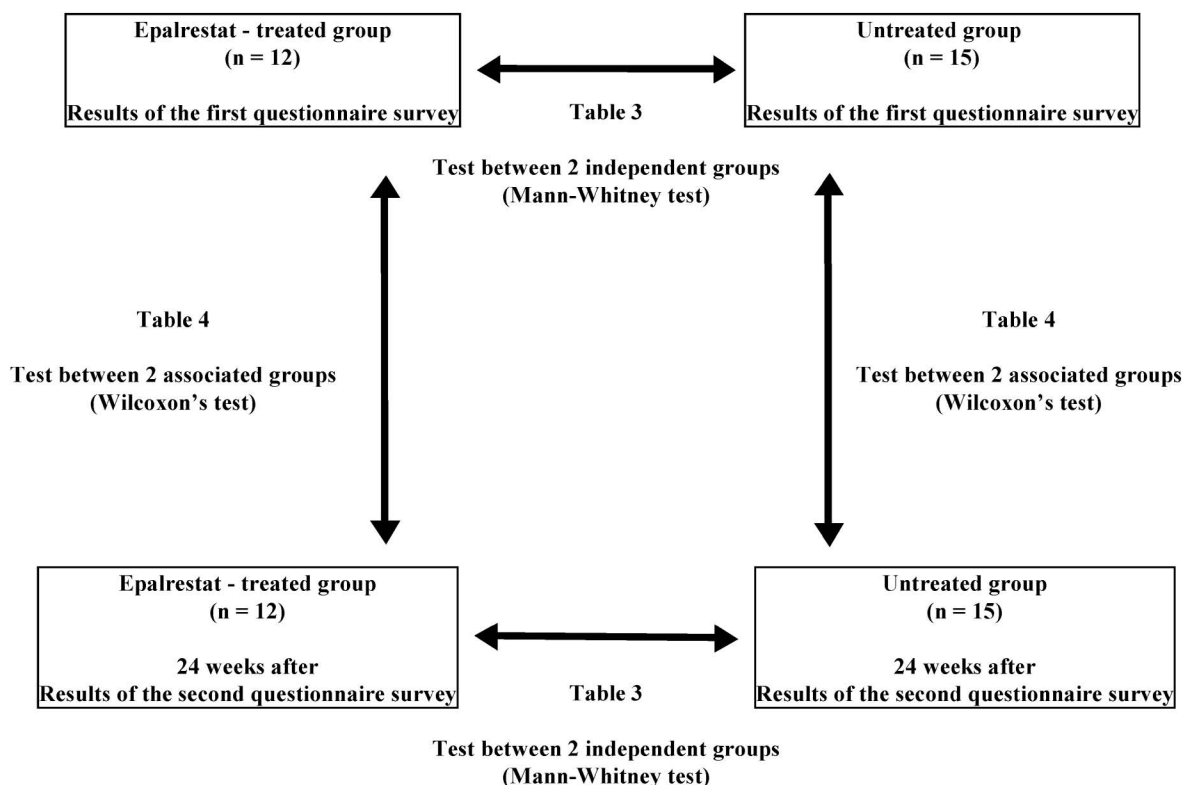 Epalrestat - treated group
(n = 12)
Results of the first questionnaire survey
Untreated group
(n = 15)
Results of the first questionnaire survey
Table 3
Test between 2 independent groups
(Mann-Whitney test)
Table 4
Test between 2 associated groups
(Wilcoxon’s test)
Table 4
Test between 2 associated groups
(Wilcoxon’s test)
Epalrestat - treated group
(n = 12)
24 weeks after
Results of the second questionnaire survey
Untreated group
(n = 15)
24 weeks after
Results of the second questionnaire survey
Table 3
Test between 2 independent groups
(Mann-Whitney test)